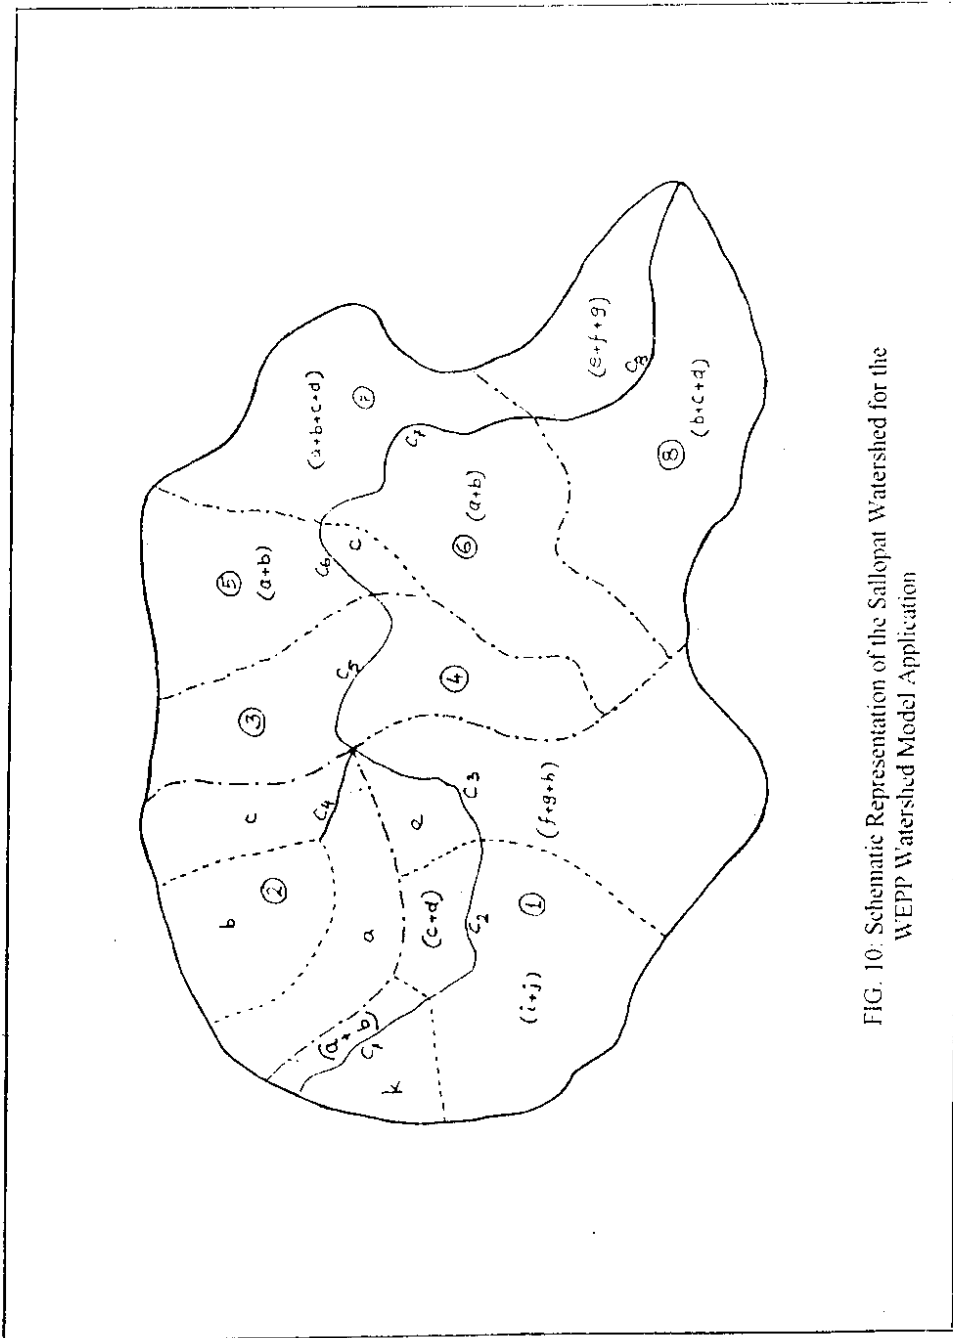 (a+b+c+d)
7
C7
(e+f+g)
C8
(b+c+d)
8
5
(a+b)
C6
c
6
(a+b)
3
C5
4
c
C4
e
C3
(f+g+h)
b
2
a
(c+d)
C2
1
(i+j)
(a+b)
C1
k
FIG. 10: Schematic Representation of the Sallopat Watershed for the
WEPP Watershed Model Application